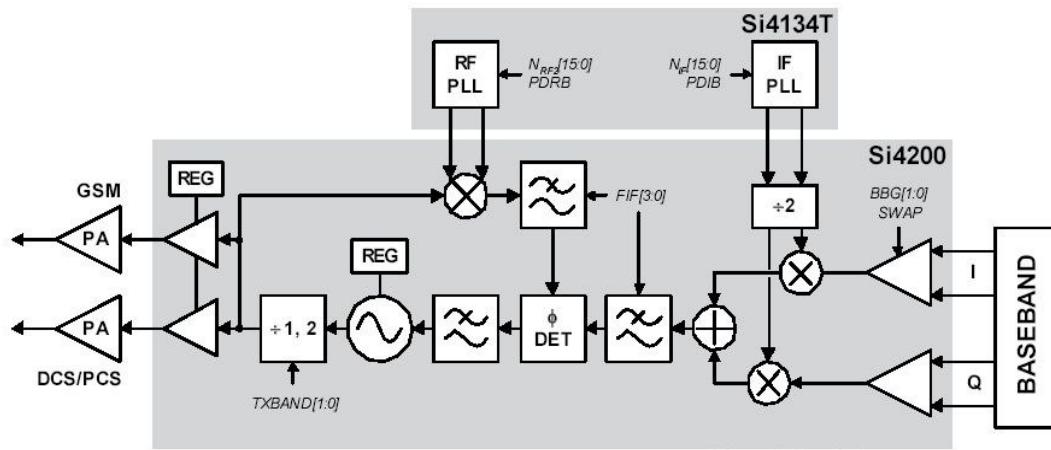 Si4134T
RF
PLL
N_RF2[15:0]
PDRB
N_IF[15:0]
PDIB
IF
PLL
Si4200
GSM
REG
FIF[3:0]
÷2
BBG[1:0]
SWAP
PA
REG
I
BASEBAND
PA
÷1, 2
ϕ
DET
DCS/PCS
TXBAND[1:0]
Q